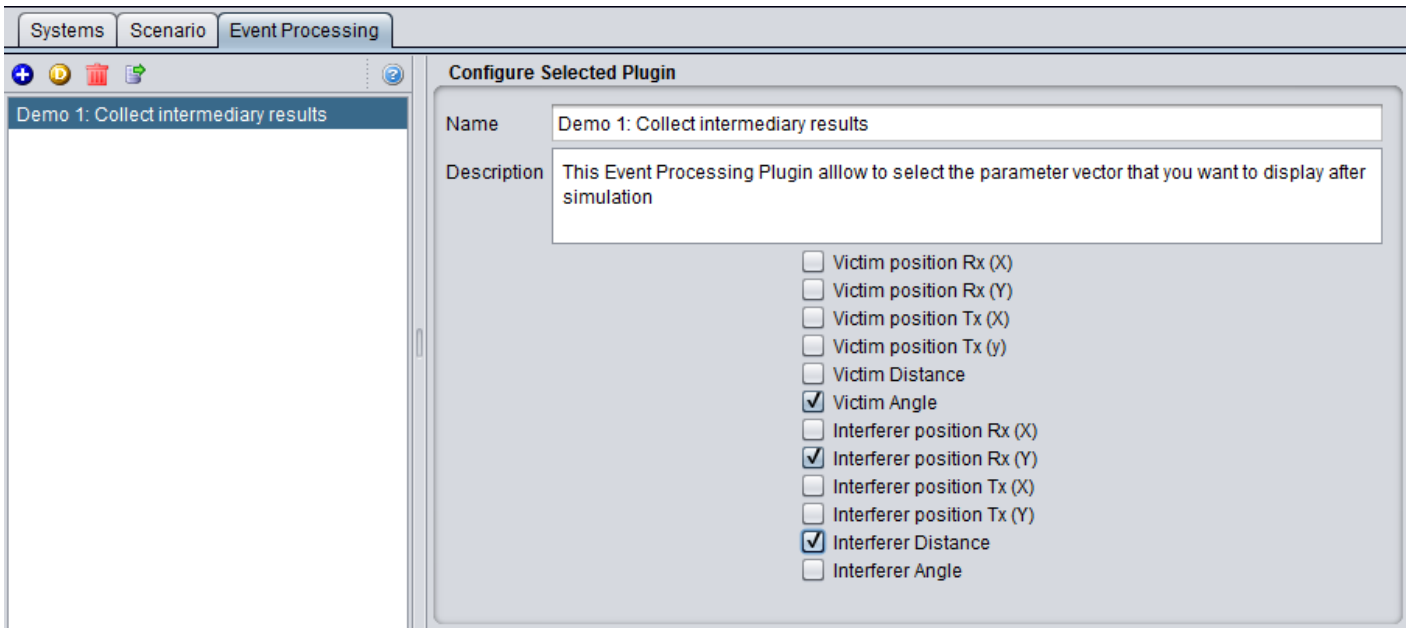 Systems
Scenario
Event Processing
D
?
Configure Selected Plugin
Demo 1: Collect intermediary results
Name
Demo 1: Collect intermediary results
Description
This Event Processing Plugin alllow to select the parameter vector that you want to display after
simulation
Victim position Rx (X)
Victim position Rx (Y)
Victim position Tx (X)
Victim position Tx (y)
Victim Distance
Victim Angle
Interferer position Rx (X)
Interferer position Rx (Y)
Interferer position Tx (X)
Interferer position Tx (Y)
Interferer Distance
Interferer Angle